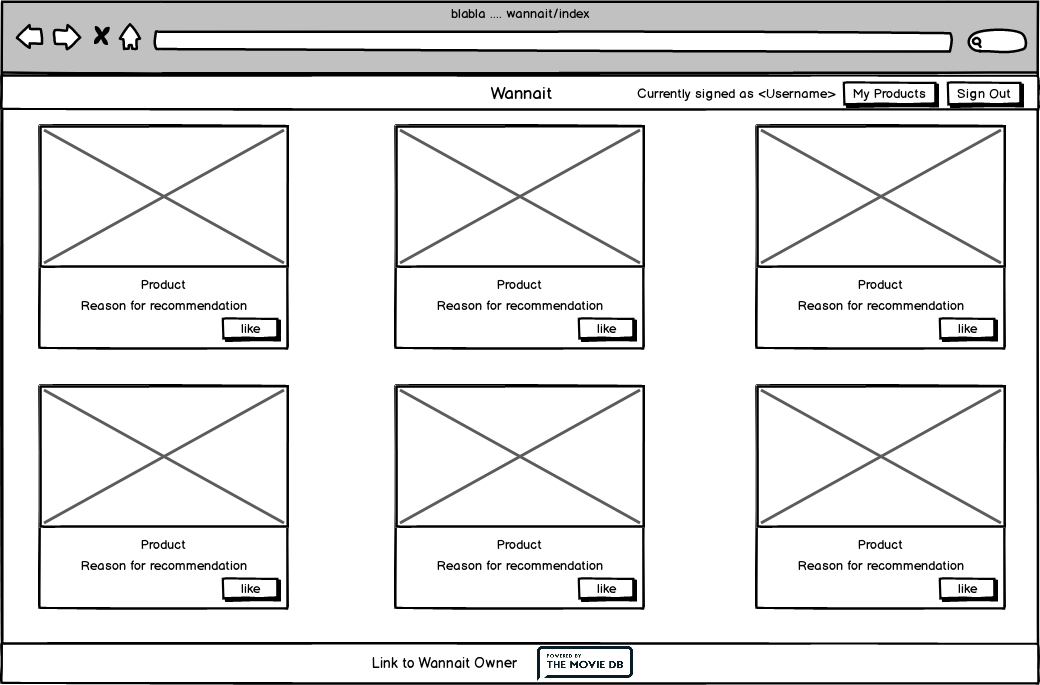 blabla .... wannait/index
Wannait
Currently signed as <Username>
My Products
Sign Out
Product
Reason for recommendation
like
Product
Reason for recommendation
like
Product
Reason for recommendation
like
Product
Reason for recommendation
like
Product
Reason for recommendation
like
Product
Reason for recommendation
like
Link to Wannait Owner
POWERED BY
THE MOVIE DB